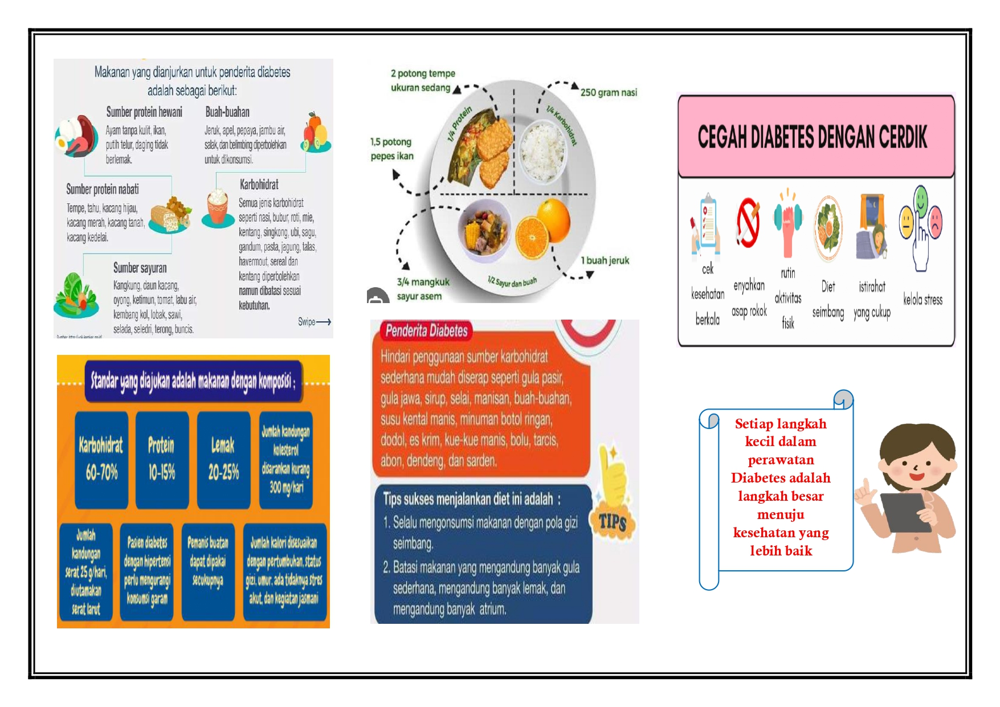 Makanan yang dianjurkan untuk penderita diabetes
adalah sebagai berikut:
Sumber protein hewani
Ayam tanpa kulit, ikan,
putih telur, daging tidak
berlemak.
Buah-buahan
Jeruk, apel, pepaya, jambu air,
salak, dan belimbing diperbolehkan
untuk dikonsumsi.
Sumber protein nabati
Tempe, tahu, kacang hijau,
kacang merah, kacang tanah,
kacang kedelai.
Karbohidrat
Semua jenis karbohidrat
seperti nasi, bubur, roti, mie,
kentang, singkong, ubi, sagu,
gandum, pasta, jagung, talas,
havermout, sereal dan
kentang diperbolehkan
namun dibatasi sesuai
kebutuhan.
Sumber sayuran
Kangkung, daun kacang,
oyong, ketimun, tomat, labu air,
kembang kol, lobak, sawi,
selada, seledri, terong, buncis.
Swipe
Standar yang diajukan adalah makanan dengan komposisi :
Karbohidrat
60-70%
Protein
10-15%
Lemak
20-25%
Jumlah kandungan
kolesterol
disarankan kurang
300 mg/hari
Jumlah
kandungan
serat 25 g/hari,
diutamakan
serat larut
Pasien diabetes
dengan hipertensi
perlu mengurangi
konsumsi garam
Pemanis buatan
dapat dipakai
secukupnya
Jumlah kalori disesuaikan
dengan pertumbuhan, status
gizi, umur, ada tidaknya stres
akut, dan kegiatan jasmani
2 potong tempe
ukuran sedang
250 gram nasi
1/4 Protein
1/4 Karbohidrat
1,5 potong
pepes ikan
1 buah jeruk
3/4 mangkuk
sayur asem
1/2 Sayur dan buah
Penderita Diabetes
Hindari penggunaan sumber karbohidrat
sederhana mudah diserap seperti gula pasir,
gula jawa, sirup, selai, manisan, buah-buahan,
susu kental manis, minuman botol ringan,
dodol, es krim, kue-kue manis, bolu, tarcis,
abon, dendeng, dan sarden.
Tips sukses menjalankan diet ini adalah :
1. Selalu mengonsumsi makanan dengan pola gizi
seimbang.
2. Batasi makanan yang mengandung banyak gula
sederhana, mengandung banyak lemak, dan
mengandung banyak atrium.
TIPS
CEGAH DIABETES DENGAN CERDIK
cek
kesehatan
berkala
enyahkan
asap rokok
rutin
aktivitas
fisik
Diet
seimbang
istirahat
yang cukup
kelola stress
Setiap langkah
kecil dalam
perawatan
Diabetes adalah
langkah besar
menuju
kesehatan yang
lebih baik